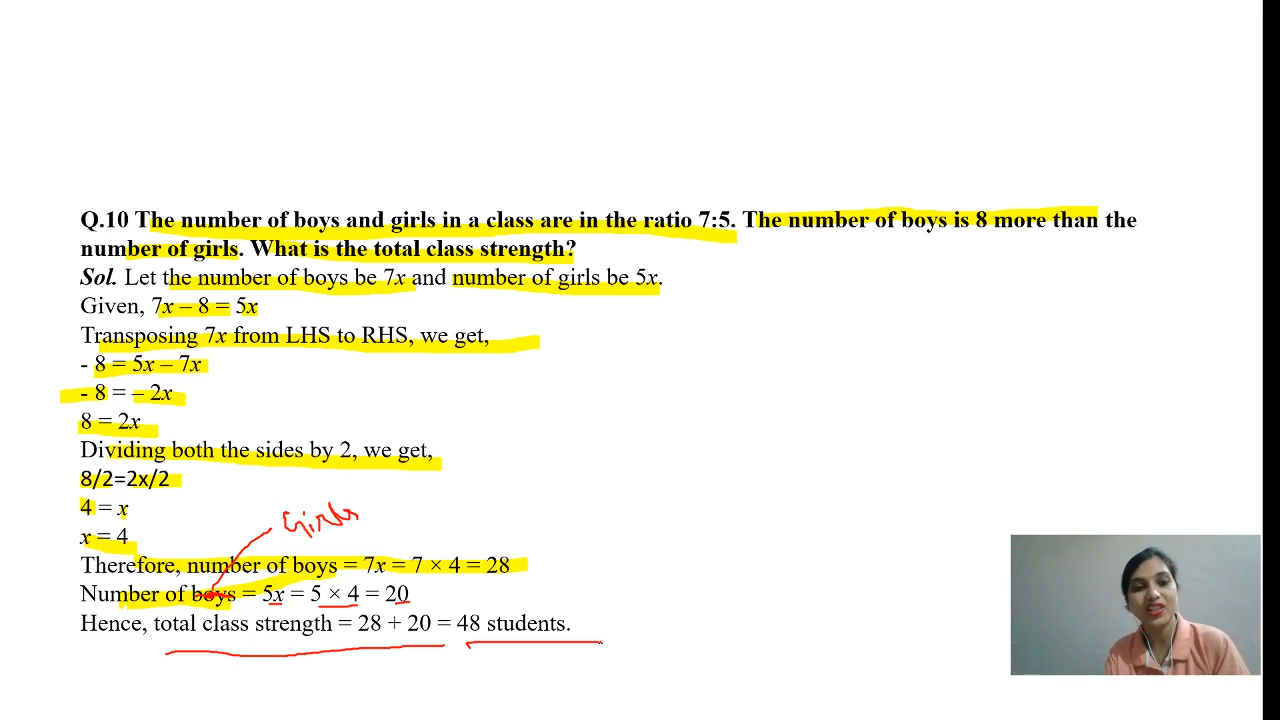 Q.10 The number of boys and girls in a class are in the ratio 7:5. The number of boys is 8 more than the
number of girls. What is the total class strength?
Sol. Let the number of boys be 7x and number of girls be 5x.
Given, 7x – 8 = 5x
Transposing 7x from LHS to RHS, we get,
- 8 = 5x – 7x
- 8 = – 2x
8 = 2x
Dividing both the sides by 2, we get,
8/2=2x/2
4 = x
Girls
x = 4
Therefore, number of boys = 7x = 7 × 4 = 28
Number of boys = 5x = 5 × 4 = 20
Hence, total class strength = 28 + 20 = 48 students.